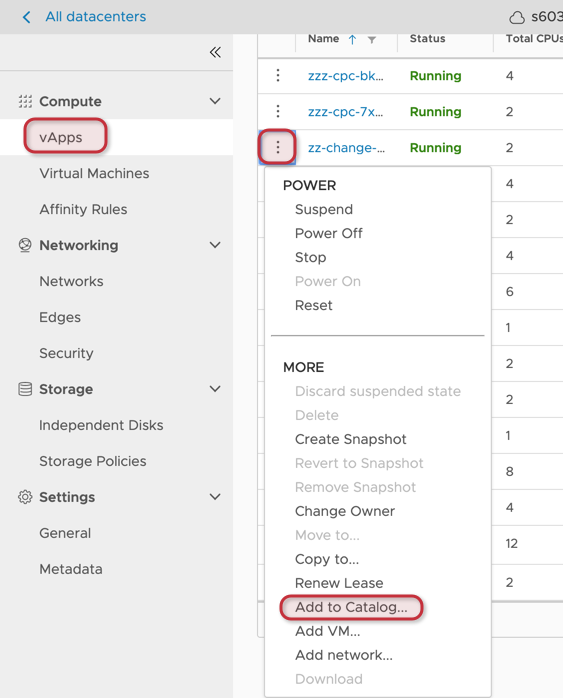 All datacenters
s603
Compute
vApps
Virtual Machines
Affinity Rules
Networking
Networks
Edges
Security
Storage
Independent Disks
Storage Policies
Settings
General
Metadata
Name Status Total CPUs
zzz-cpc-bk... Running 4
zzz-cpc-7x... Running 2
zz-change-... Running 2
POWER
Suspend
Power Off
Stop
Power On
Reset
MORE
Discard suspended state
Delete
Create Snapshot
Revert to Snapshot
Remove Snapshot
Change Owner
Move to...
Copy to...
Renew Lease
Add to Catalog...
Add VM...
Add network...
Download
4
2
4
6
1
2
2
1
8
4
12
2